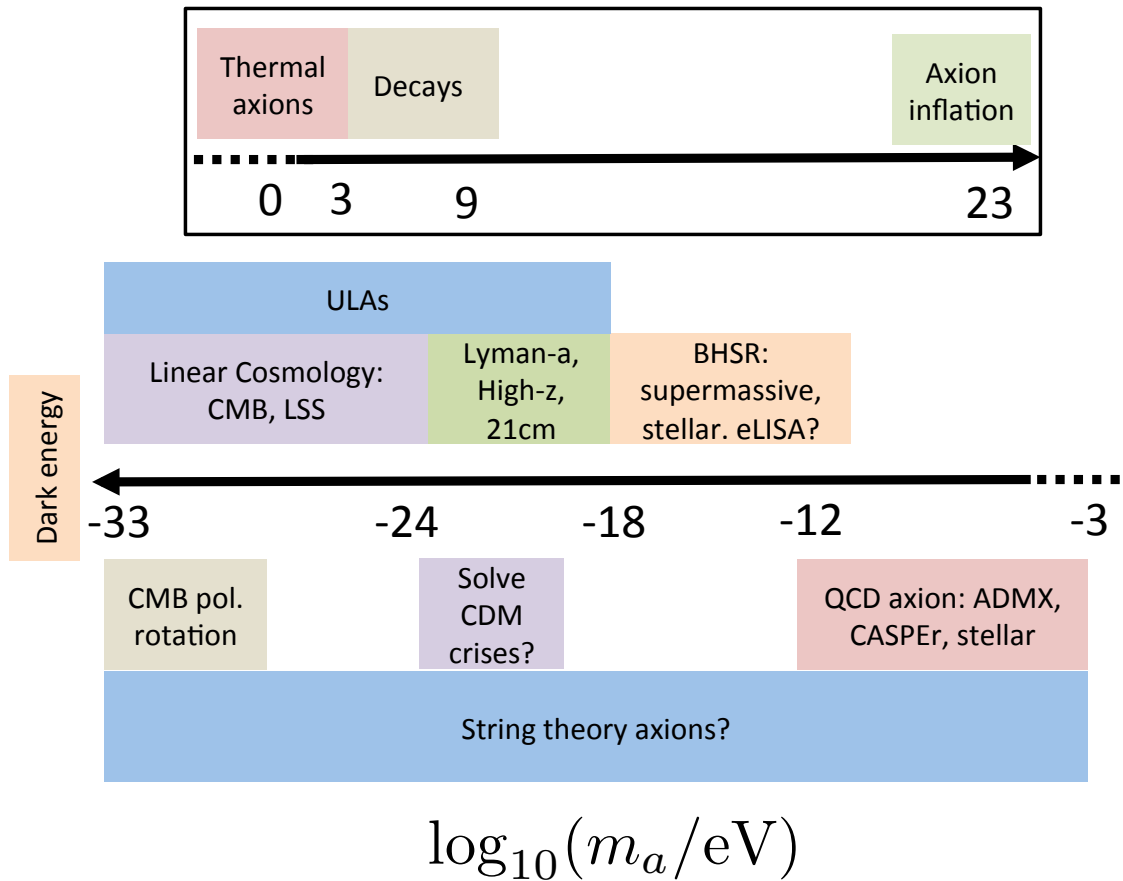 Thermal
axions
Decays
Axion
inflation
0
3
9
23
ULAs
Linear Cosmology:
CMB, LSS
Lyman-a,
High-z,
21cm
BHSR:
supermassive,
stellar. eLISA?
Dark energy
-33
-24
-18
-12
-3
CMB pol.
rotation
Solve
CDM
crises?
QCD axion: ADMX,
CASPEr, stellar
String theory axions?
log₁₀(mₐ/eV)